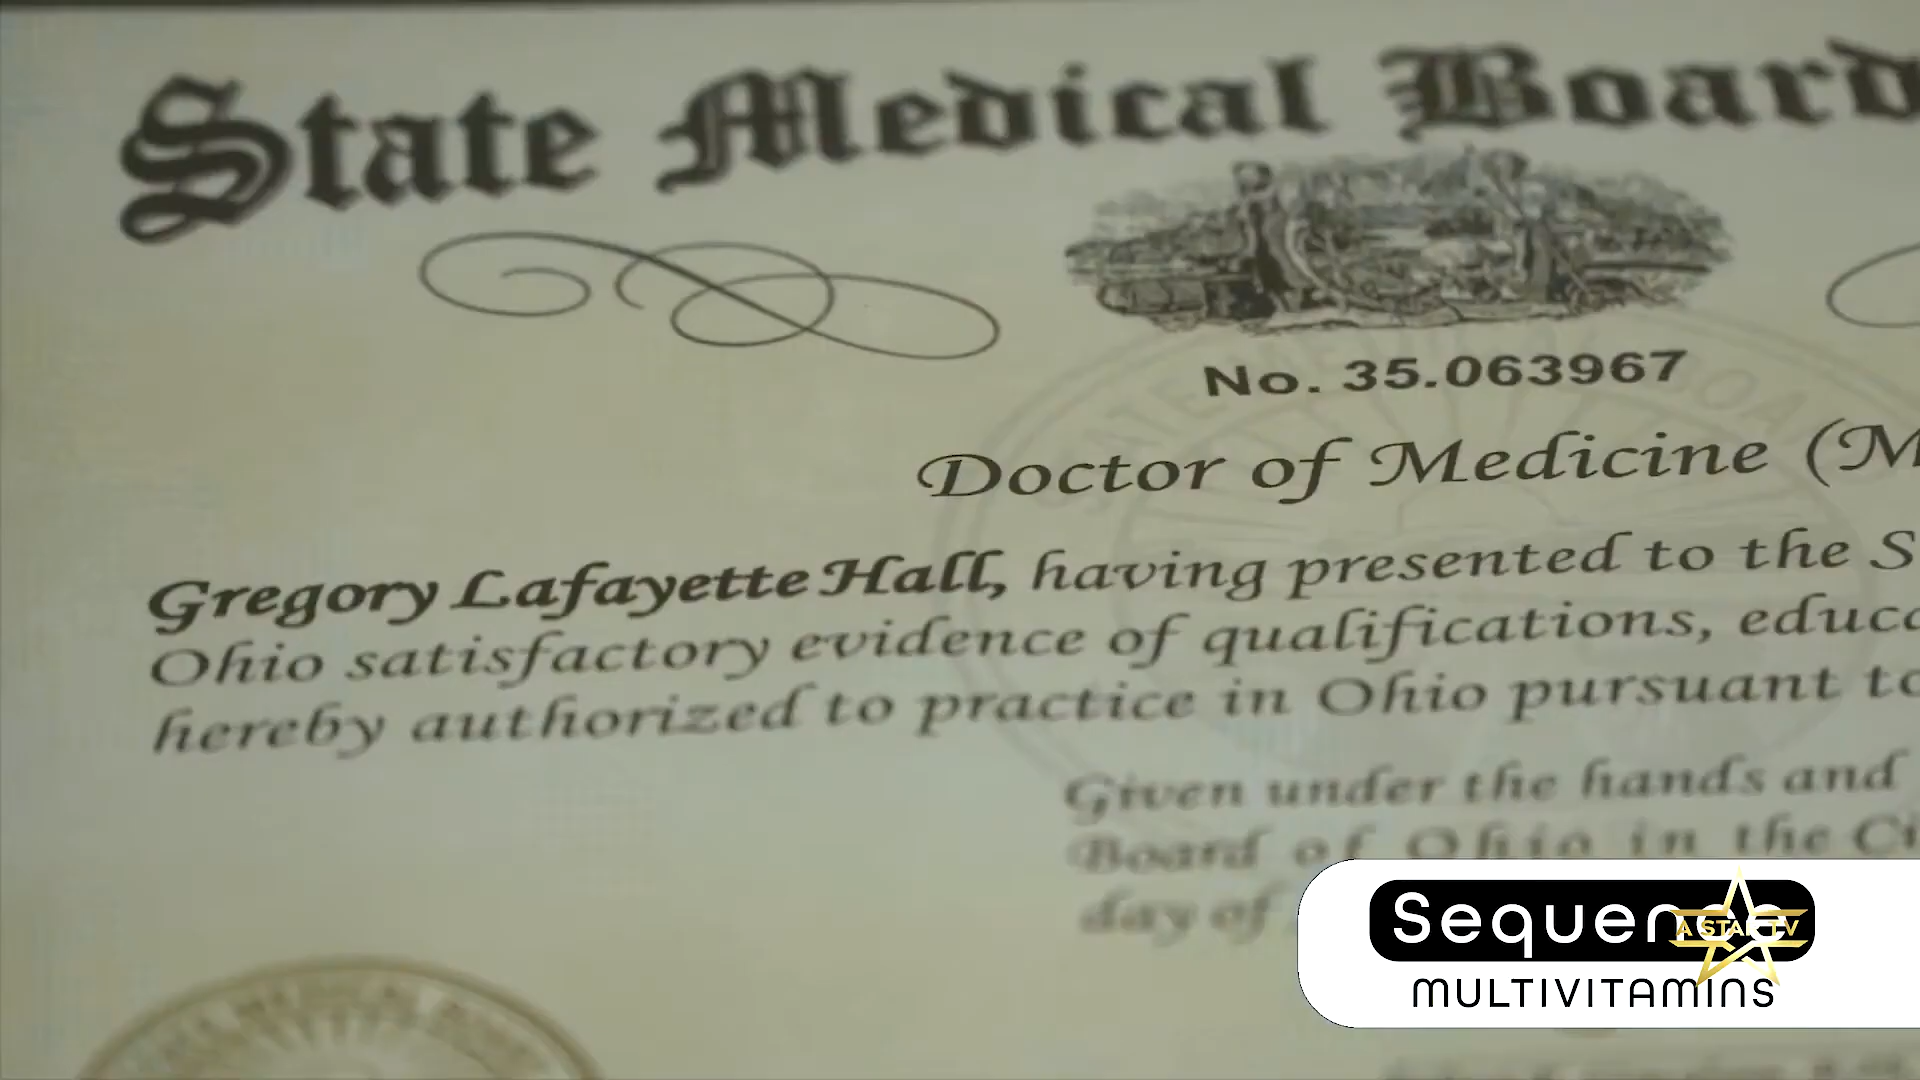 State Medical Board
No. 35.063967
Doctor of Medicine (M
Gregory Lafayette Hall, having presented to the S
Ohio satisfactory evidence of qualifications, educa
hereby authorized to practice in Ohio pursuant to
Given under the hands and
Board of Ohio in the Ci
day of
Sequence
A STAR TV
MULTIVITAMINS